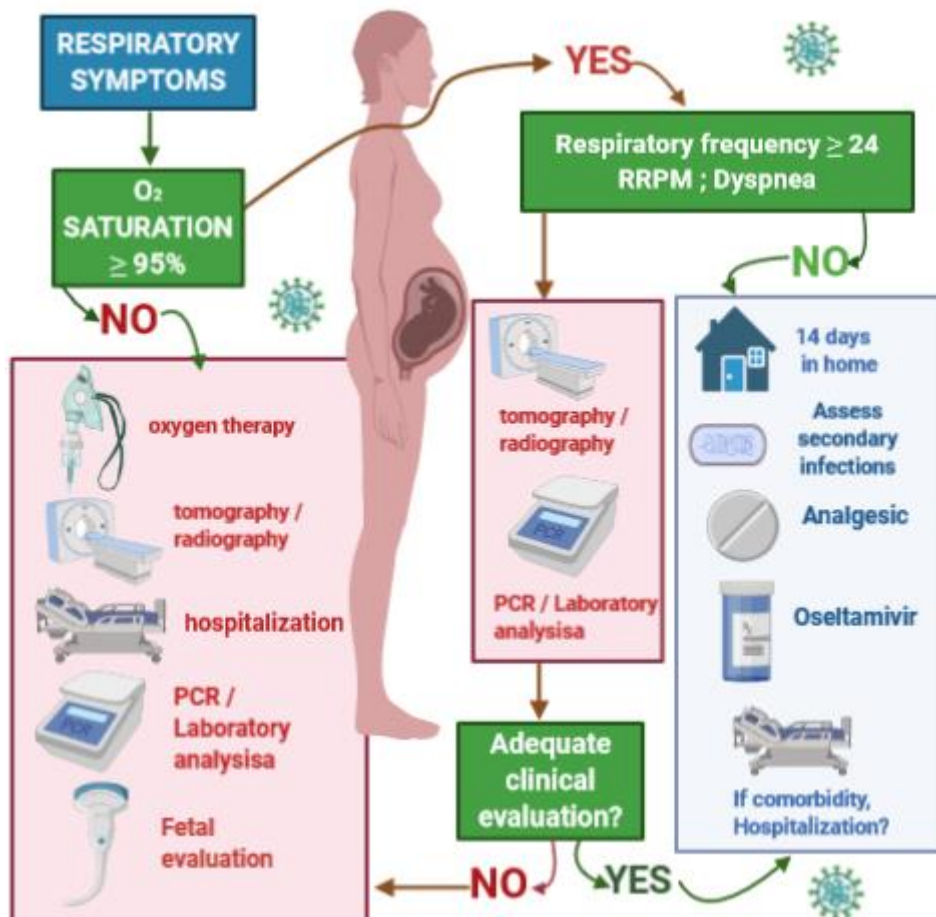 RESPIRATORY
SYMPTOMS
O₂
SATURATION
≥ 95%
YES
Respiratory frequency ≥ 24
RRPM ; Dyspnea
NO
NO
oxygen therapy
tomography /
radiography
hospitalization
PCR /
Laboratory
analysisa
PCR
Fetal
evaluation
tomography /
radiography
PCR
PCR / Laboratory
analysisa
14 days
in home
Assess
secondary
infections
Analgesic
Oseltamivir
If comorbidity,
Hospitalization?
Adequate
clinical
evaluation?
NO
YES